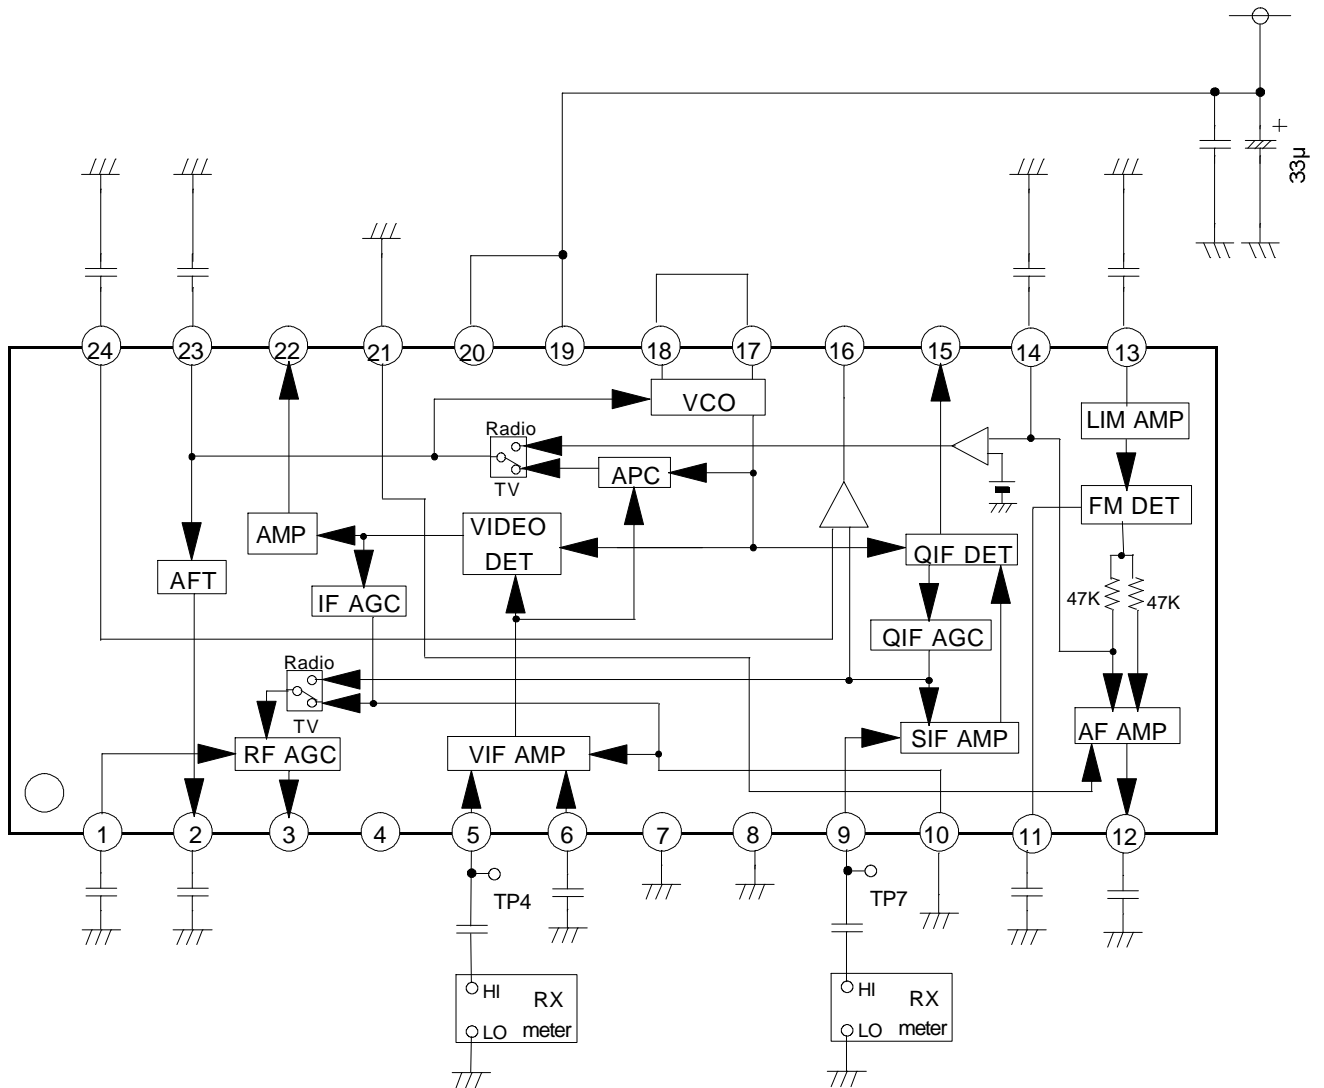 +
33μ
24
23
22
21
20
19
18
17
16
15
14
13
VCO
Radio
LIM AMP
APC
TV
FM DET
AMP
VIDEO
DET
QIF DET
AFT
IF AGC
47K
47K
QIF AGC
Radio
TV
RF AGC
VIF AMP
SIF AMP
AF AMP
1
2
3
4
5
6
7
8
9
10
11
12
TP4
TP7
HI
RX
LO
meter
HI
RX
LO
meter